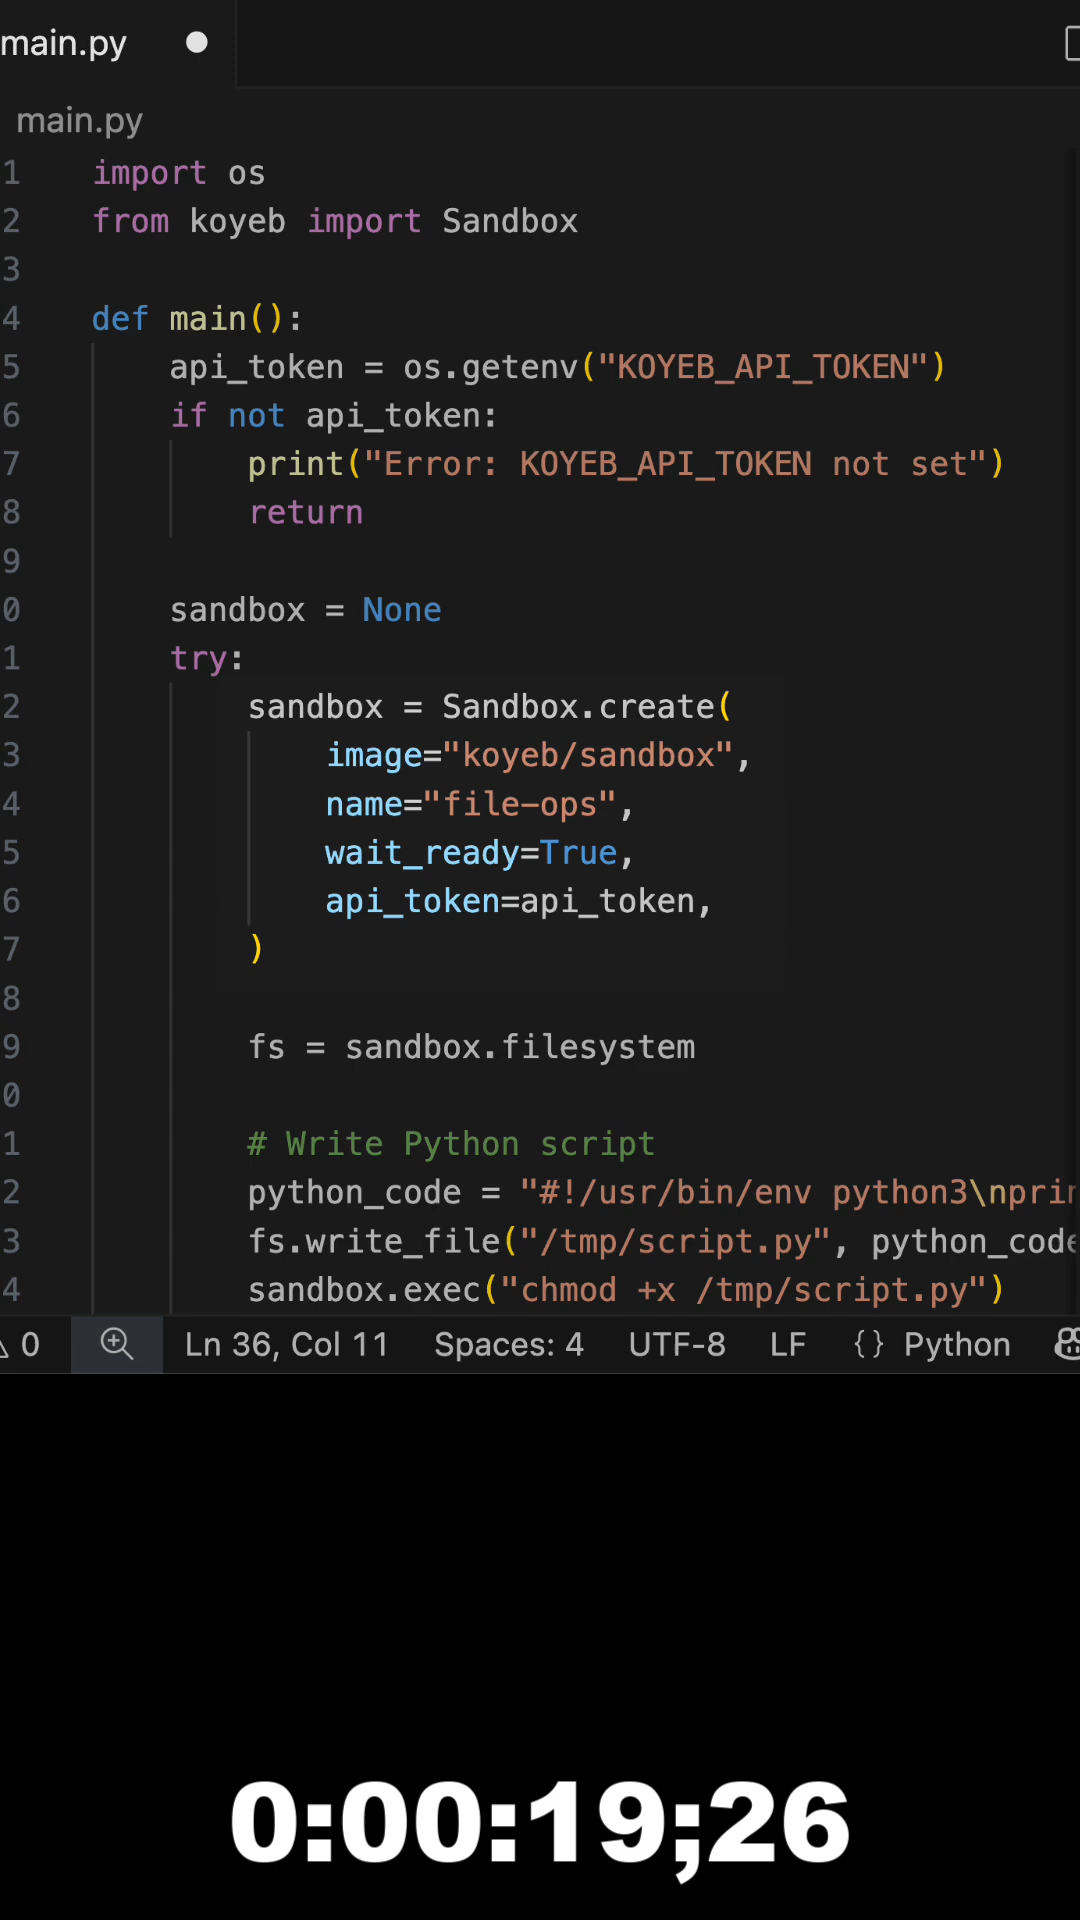 main.py
main.py
1 import os
2 from koyeb import Sandbox
3
4 def main():
5 api_token = os.getenv("KOYEB_API_TOKEN")
6 if not api_token:
7 print("Error: KOYEB_API_TOKEN not set")
8 return
9
0 sandbox = None
1 try:
2 sandbox = Sandbox.create(
3 image="koyeb/sandbox",
4 name="file-ops",
5 wait_ready=True,
6 api_token=api_token,
7 )
8
9 fs = sandbox.filesystem
0
1 # Write Python script
2 python_code = "#!/usr/bin/env python3\nprin
3 fs.write_file("/tmp/script.py", python_code
4 sandbox.exec("chmod +x /tmp/script.py")
0 Ln 36, Col 11 Spaces: 4 UTF-8 LF {} Python
0:00:19;26